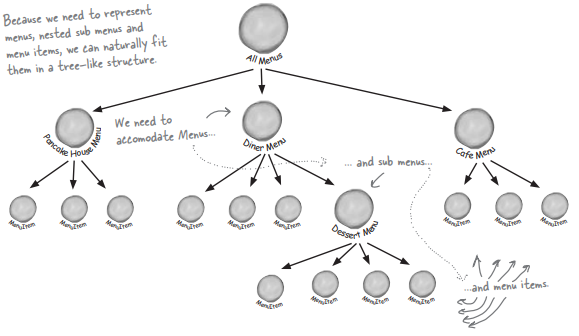 Because we need to represent
menus, nested sub menus and
menu items, we can naturally fit
them in a tree-like structure.
All Menus
We need to
accomodate Menus...
Pancake House Menu
Diner Menu
Cafe Menu
... and sub menus...
MenuItem
MenuItem
MenuItem
MenuItem
MenuItem
MenuItem
Dessert Menu
MenuItem
MenuItem
MenuItem
MenuItem
MenuItem
MenuItem
MenuItem
...and menu items.